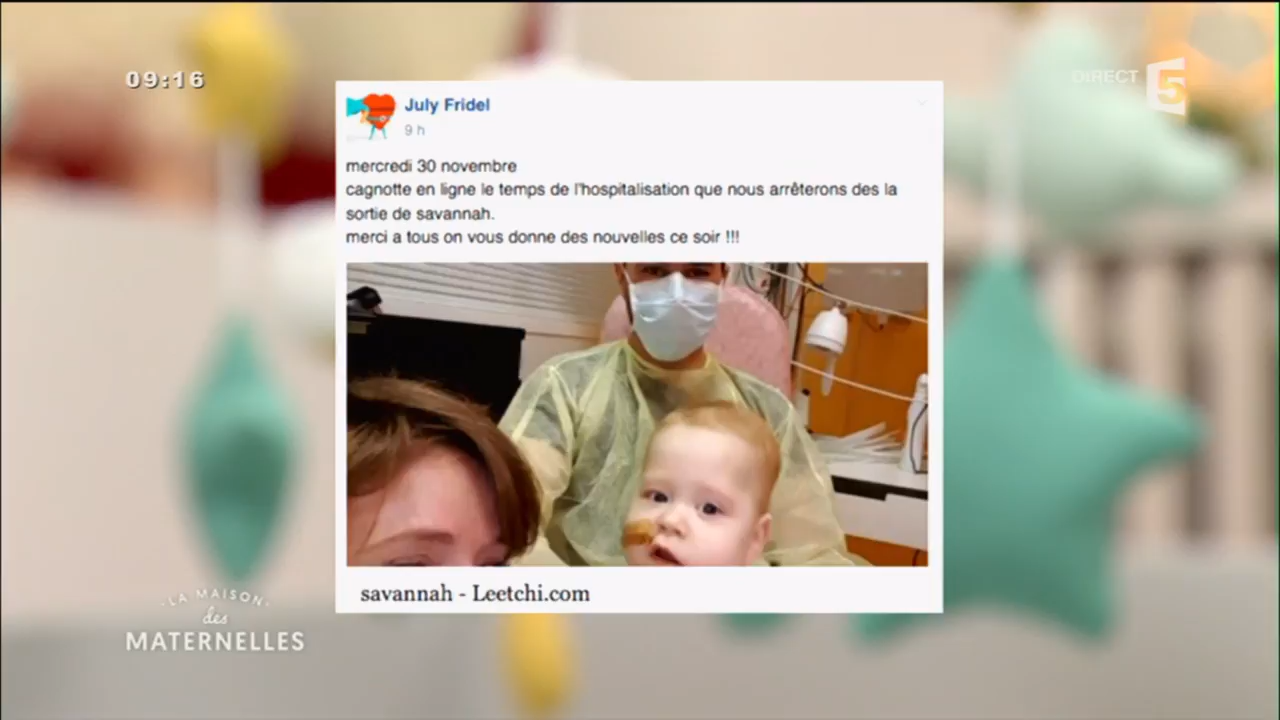 09:16
DIRECT 5
July Fridel
9 h
mercredi 30 novembre
cagnotte en ligne le temps de l'hospitalisation que nous arrêterons des la
sortie de savannah.
merci a tous on vous donne des nouvelles ce soir !!!
savannah - Leetchi.com
-LA MAISON-
des
MATERNELLES